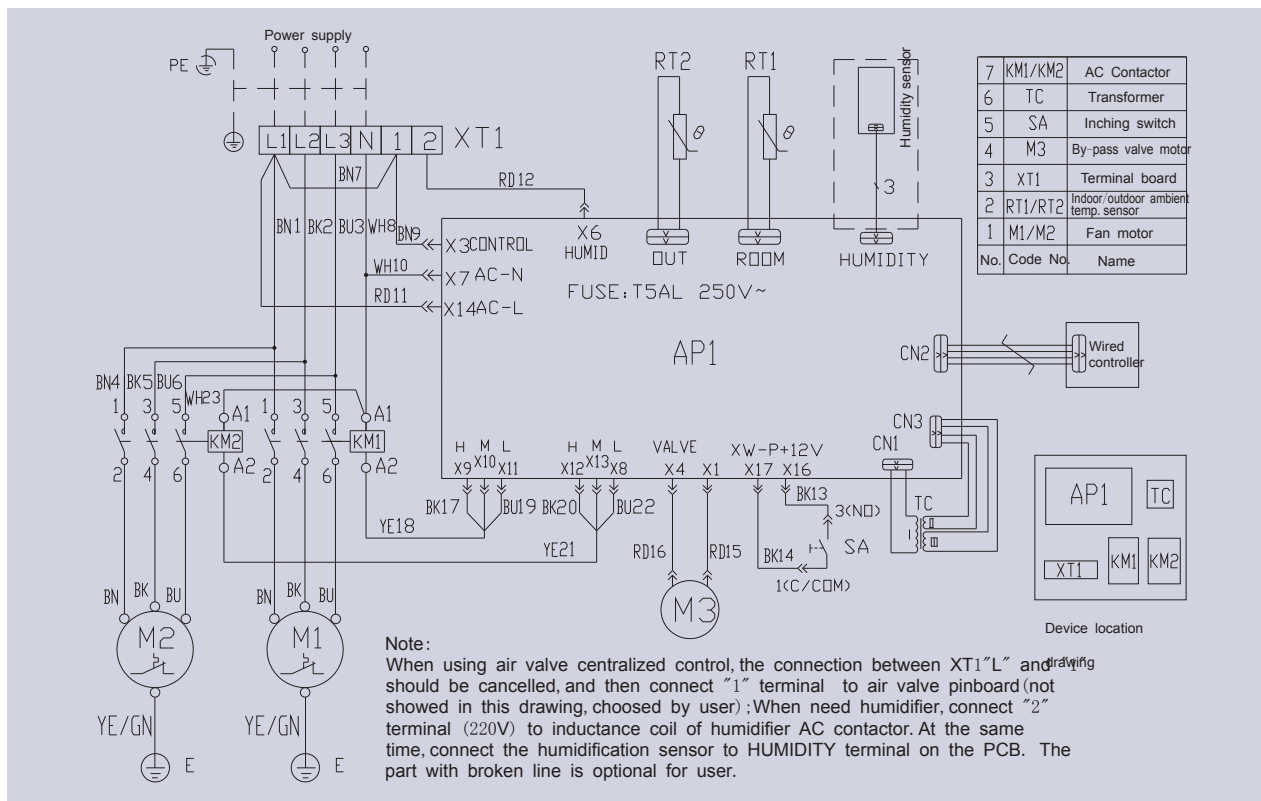 Power supply
PE
L1 L2 L3 N 1 2 XT1
BN7
RD12
BN1 BK2 BU3 WH8 BN9
X3 CONTROL
WH10
X7 AC-N
RD11
X14 AC-L
X6
HUMID
RT2
θ
OUT
RT1
θ
ROOM
Humidity sensor
3
HUMIDITY
FUSE:T5AL 250V~
AP1
7 KM1/KM2 AC Contactor
6 TC Transformer
5 SA Inching switch
4 M3 By-pass valve motor
3 XT1 Terminal board
2 RT1/RT2 Indoor/outdoor ambient
temp. sensor
1 M1/M2 Fan motor
No. Code No. Name
CN2
Wired
controller
CN3
CN1
TC
I II II
BN4 BK5 BU6
WH23
1 3 5 A1 1 3 5 A1
KM2 KM1
2 4 6 A2 2 4 6 A2
H M L
X9 X10 X11
H M L
X12 X13 X8
VALVE
X4 X1
XW-P+12V
X17 X16
BK17 BU19 BK20 BU22
YE18
YE21
RD16 RD15
BK13
3(NO)
BK14
SA
1(C/COM)
M3
BN BK BU BN BK BU
M2 M1
YE/GN YE/GN
E E
AP1 TC
XT1 KM1 KM2
Device location
drawing
Note:
When using air valve centralized control, the connection between XT1"L" and "1"
should be cancelled, and then connect "1" terminal to air valve pinboard(not
showed in this drawing, choosed by user);When need humidifier, connect "2"
terminal (220V) to inductance coil of humidifier AC contactor. At the same
time, connect the humidification sensor to HUMIDITY terminal on the PCB. The
part with broken line is optional for user.